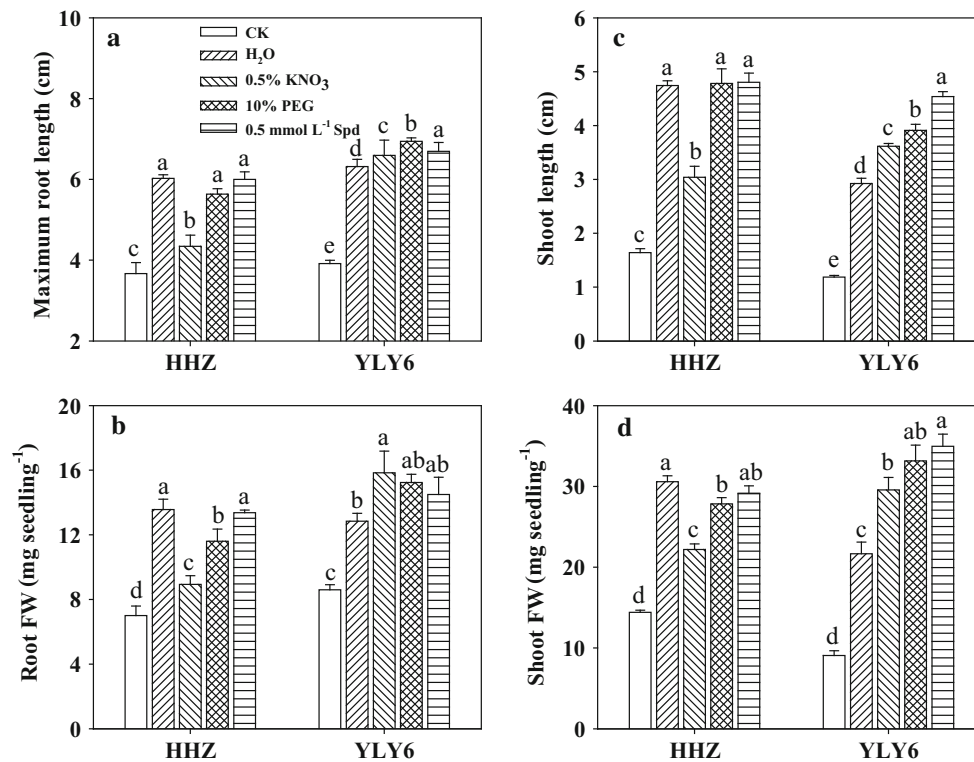 a
CK
H₂O
0.5% KNO₃
10% PEG
0.5 mmol L⁻¹ Spd
Maximum root length (cm)
10
8
6
4
2
c a b a a
e d c b a
HHZ YLY6
c
Shoot length (cm)
6
5
4
3
2
1
0
c a b a a
e d c b a
HHZ YLY6
b
Root FW (mg seedling⁻¹)
20
16
12
8
4
0
d a c b a
c b a ab ab
HHZ YLY6
d
Shoot FW (mg seedling⁻¹)
40
30
20
10
0
d a c b ab
d c b ab a
HHZ YLY6